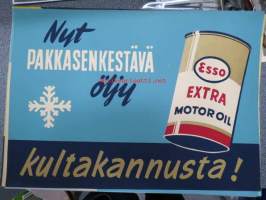 Nyt
PAKKASENKESTÄVÄ
öljy
Esso
EXTRA
MOTOR OIL
kultakannusta!